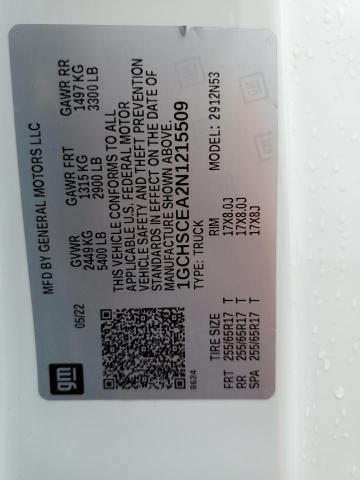 MFD BY GENERAL MOTORS LLC
05/22
GVWR GAWR FRT GAWR RR
2449 KG 1315 KG 1497 KG
5400 LB 2900 LB 3300 LB
THIS VEHICLE CONFORMS TO ALL
APPLICABLE U.S. FEDERAL MOTOR
VEHICLE SAFETY AND THEFT PREVENTION
STANDARDS IN EFFECT ON THE DATE OF
MANUFACTURE SHOWN ABOVE.
1GCHSCEA2N1215509
TYPE: TRUCK MODEL: 2912N53
TIRE SIZE RIM
FRT 255/65R17 T 17X8.0J
RR 255/65R17 T 17X8.0J
SPA 255/65R17 T 17X8J
gm
8624